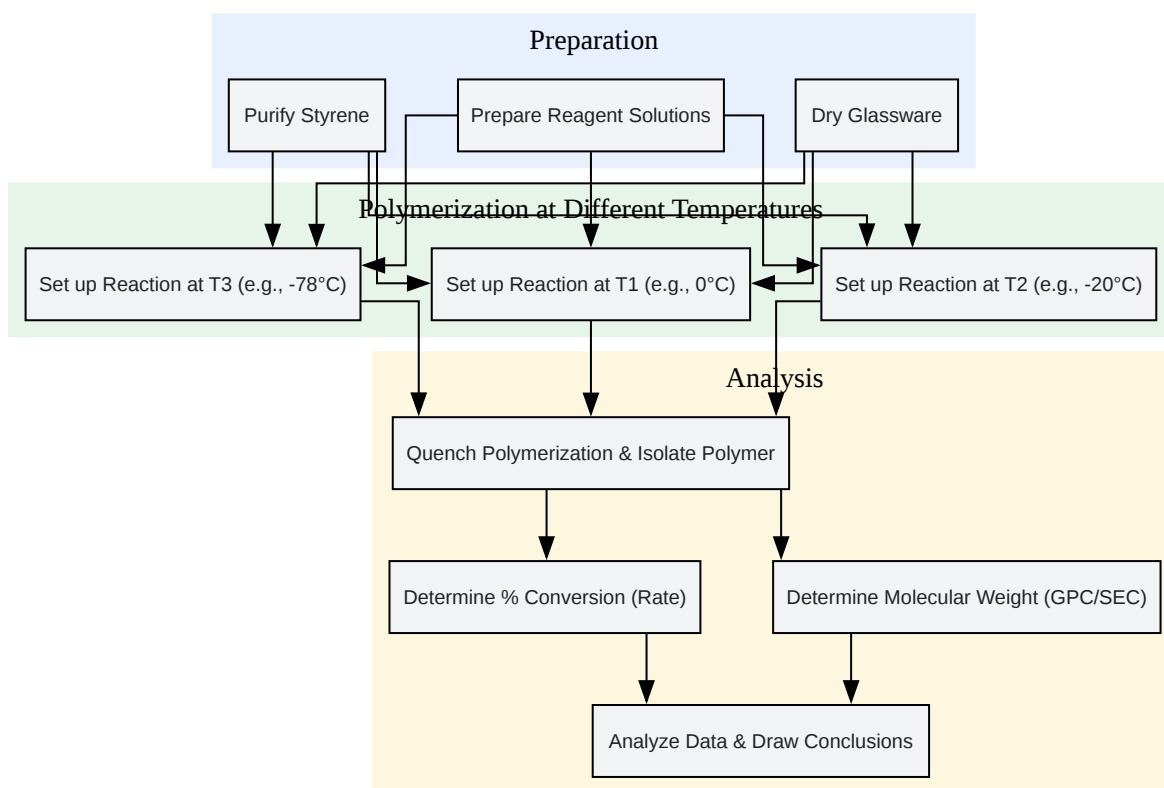 Preparation
Purify Styrene
Prepare Reagent Solutions
Dry Glassware
Polymerization at Different Temperatures
Set up Reaction at T3 (e.g., -78°C)
Set up Reaction at T1 (e.g., 0°C)
Set up Reaction at T2 (e.g., -20°C)
Analysis
Quench Polymerization & Isolate Polymer
Determine % Conversion (Rate)
Determine Molecular Weight (GPC/SEC)
Analyze Data & Draw Conclusions